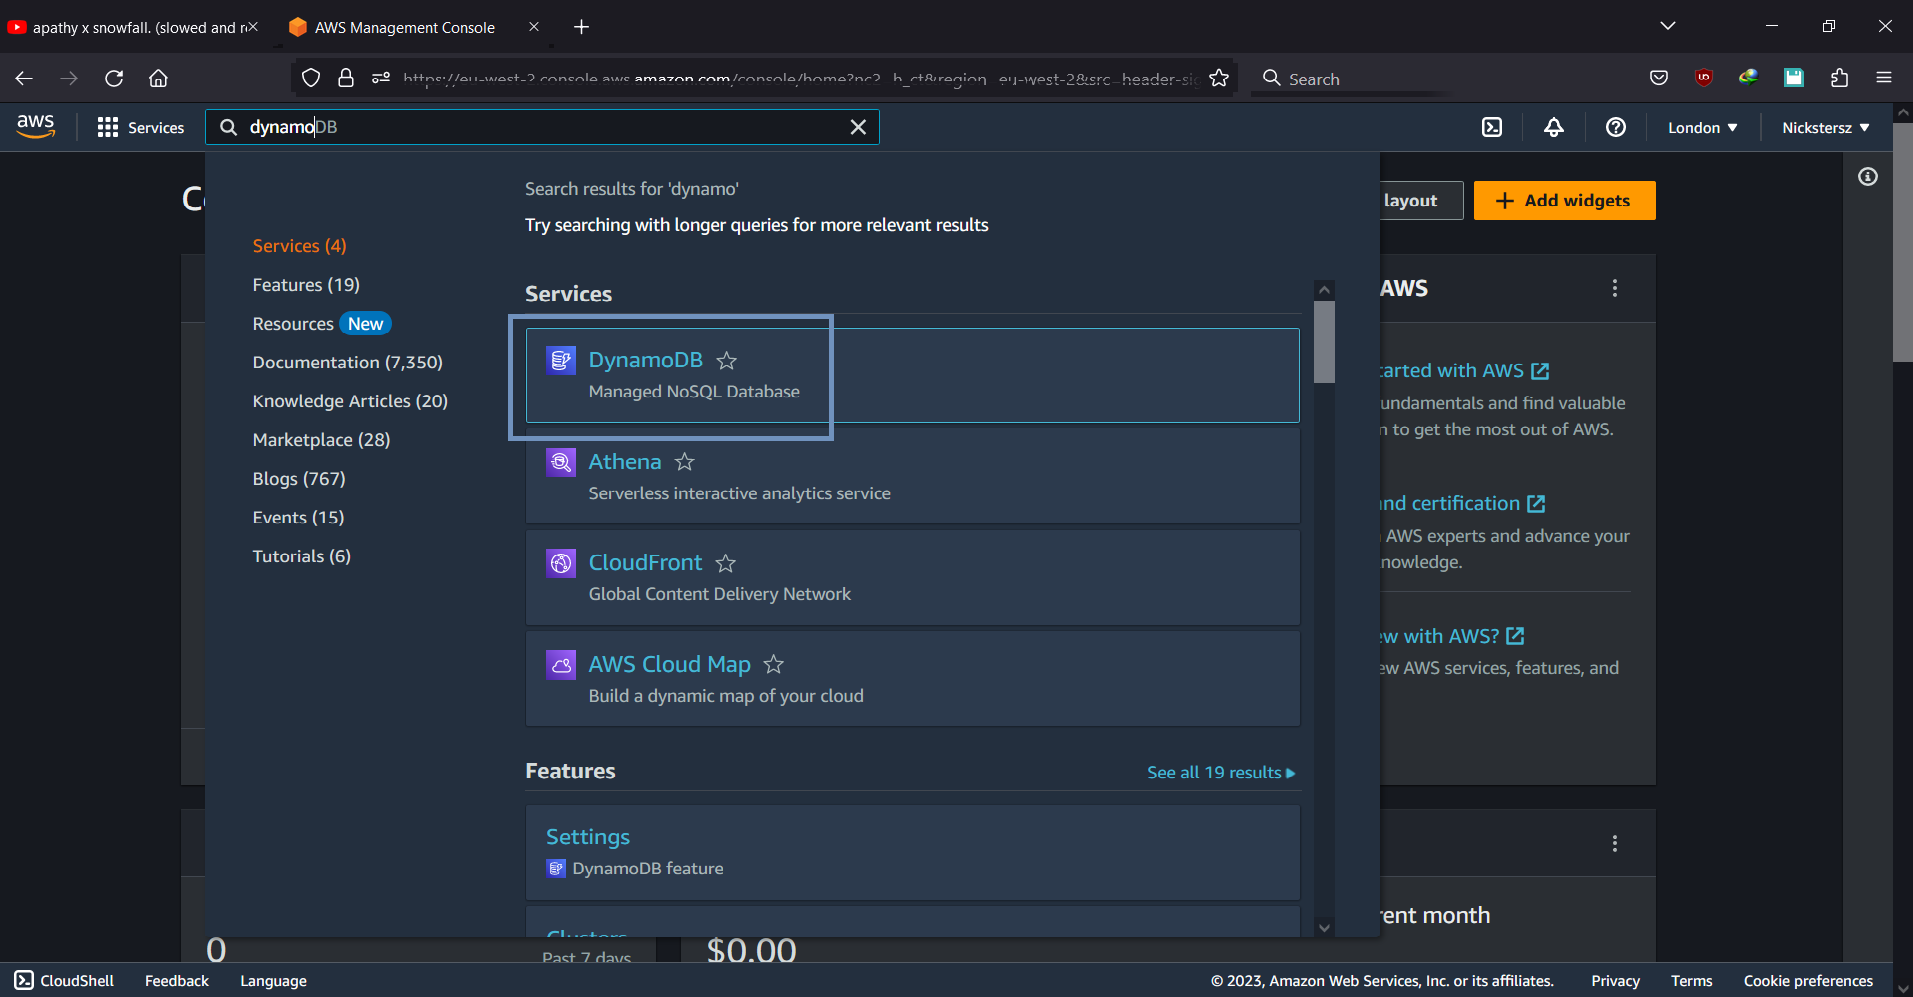 apathy x snowfall. (slowed and r
AWS Management Console
https://eu-west-2.console.aws.amazon.com/console/home?nc2=h_ct&region=eu-west-2&src=header-sig
Search
aws
Services
dynamoDB
London
Nickstersz
Search results for 'dynamo'
Try searching with longer queries for more relevant results
layout
Add widgets
Services (4)
Features (19)
Resources New
Documentation (7,350)
Knowledge Articles (20)
Marketplace (28)
Blogs (767)
Events (15)
Tutorials (6)
Services
DynamoDB
Managed NoSQL Database
Athena
Serverless interactive analytics service
CloudFront
Global Content Delivery Network
AWS Cloud Map
Build a dynamic map of your cloud
Features
See all 19 results
Settings
DynamoDB feature
Clusters
AWS
tarted with AWS
undamentals and find valuable
n to get the most out of AWS.
and certification
AWS experts and advance your
nowledge.
ew with AWS?
ew AWS services, features, and
rent month
0
Past 7 days
$0.00
CloudShell
Feedback
Language
© 2023, Amazon Web Services, Inc. or its affiliates.
Privacy
Terms
Cookie preferences